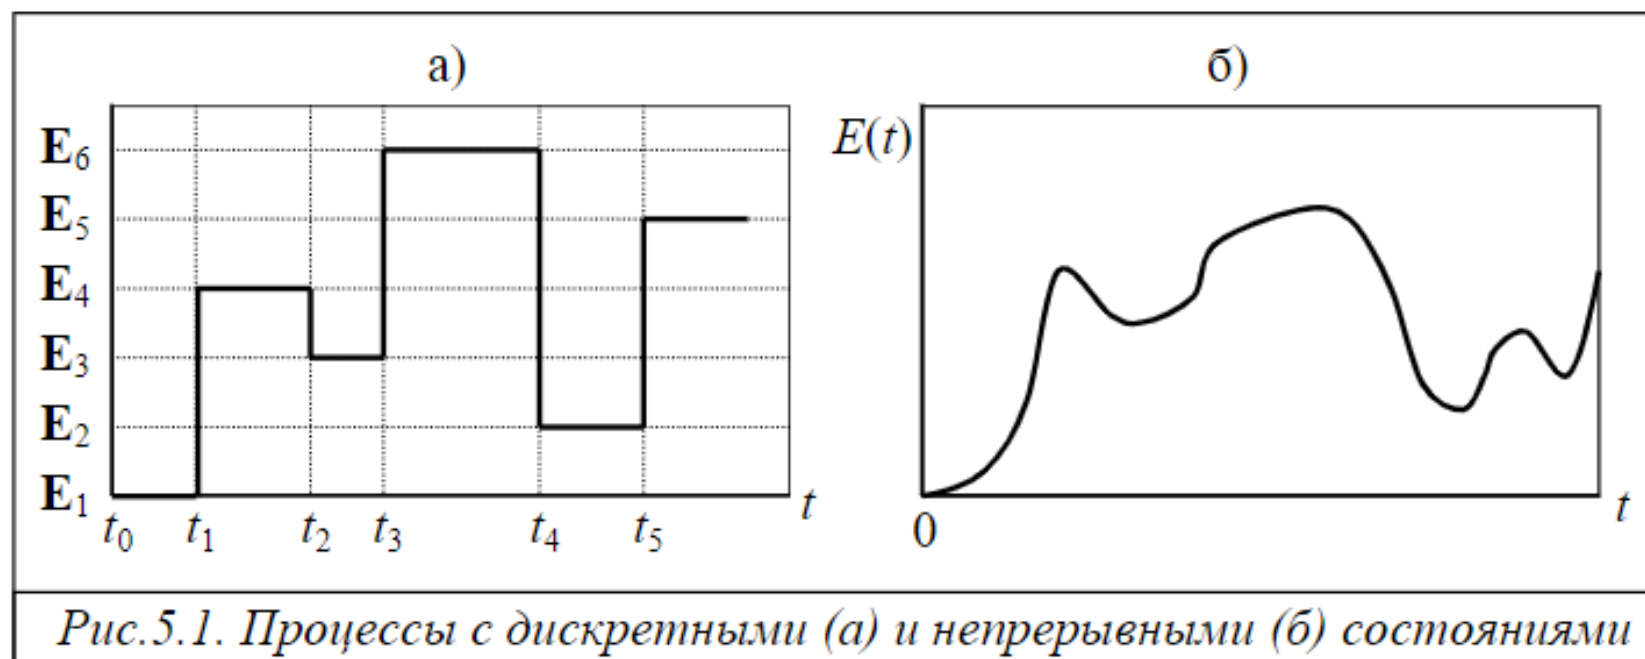 а) б)
E₆ E(t)
E₅
E₄
E₃
E₂
E₁
t₀ t₁ t₂ t₃ t₄ t₅ t 0 t
Рис.5.1. Процессы с дискретными (а) и непрерывными (б) состояниями